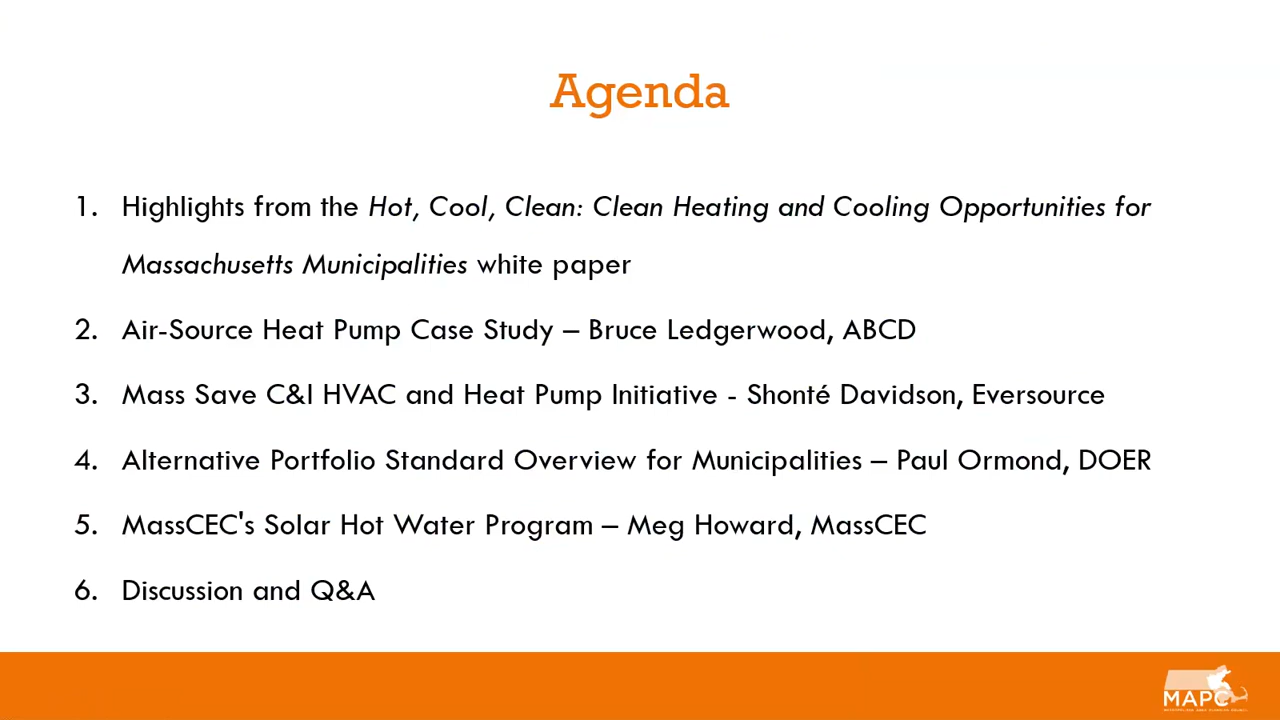 Agenda
1. Highlights from the Hot, Cool, Clean: Clean Heating and Cooling Opportunities for
Massachusetts Municipalities white paper
2. Air-Source Heat Pump Case Study – Bruce Ledgerwood, ABCD
3. Mass Save C&I HVAC and Heat Pump Initiative - Shonté Davidson, Eversource
4. Alternative Portfolio Standard Overview for Municipalities – Paul Ormond, DOER
5. MassCEC's Solar Hot Water Program – Meg Howard, MassCEC
6. Discussion and Q&A
MAPC